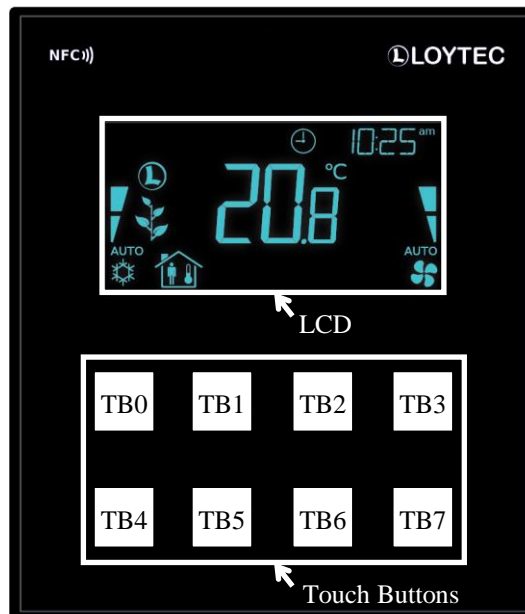 NFC
LOYTEC
10:25 am
20.8 °C
AUTO
AUTO
LCD
TB0 TB1 TB2 TB3
TB4 TB5 TB6 TB7
Touch Buttons